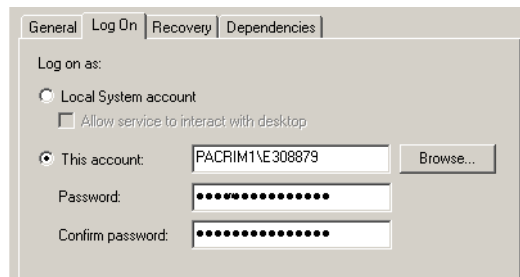 General Log On Recovery Dependencies
Log on as:
Local System account
Allow service to interact with desktop
This account: PACRIM1\E308879 Browse...
Password: ●●●●●●●●●●●●●●●
Confirm password: ●●●●●●●●●●●●●●●